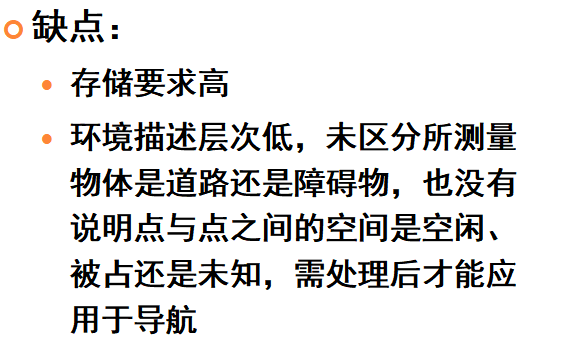 缺点：
存储要求高
环境描述层次低，未区分所测量
物体是道路还是障碍物，也没有
说明点与点之间的空间是空闲、
被占还是未知，需处理后才能应
用于导航